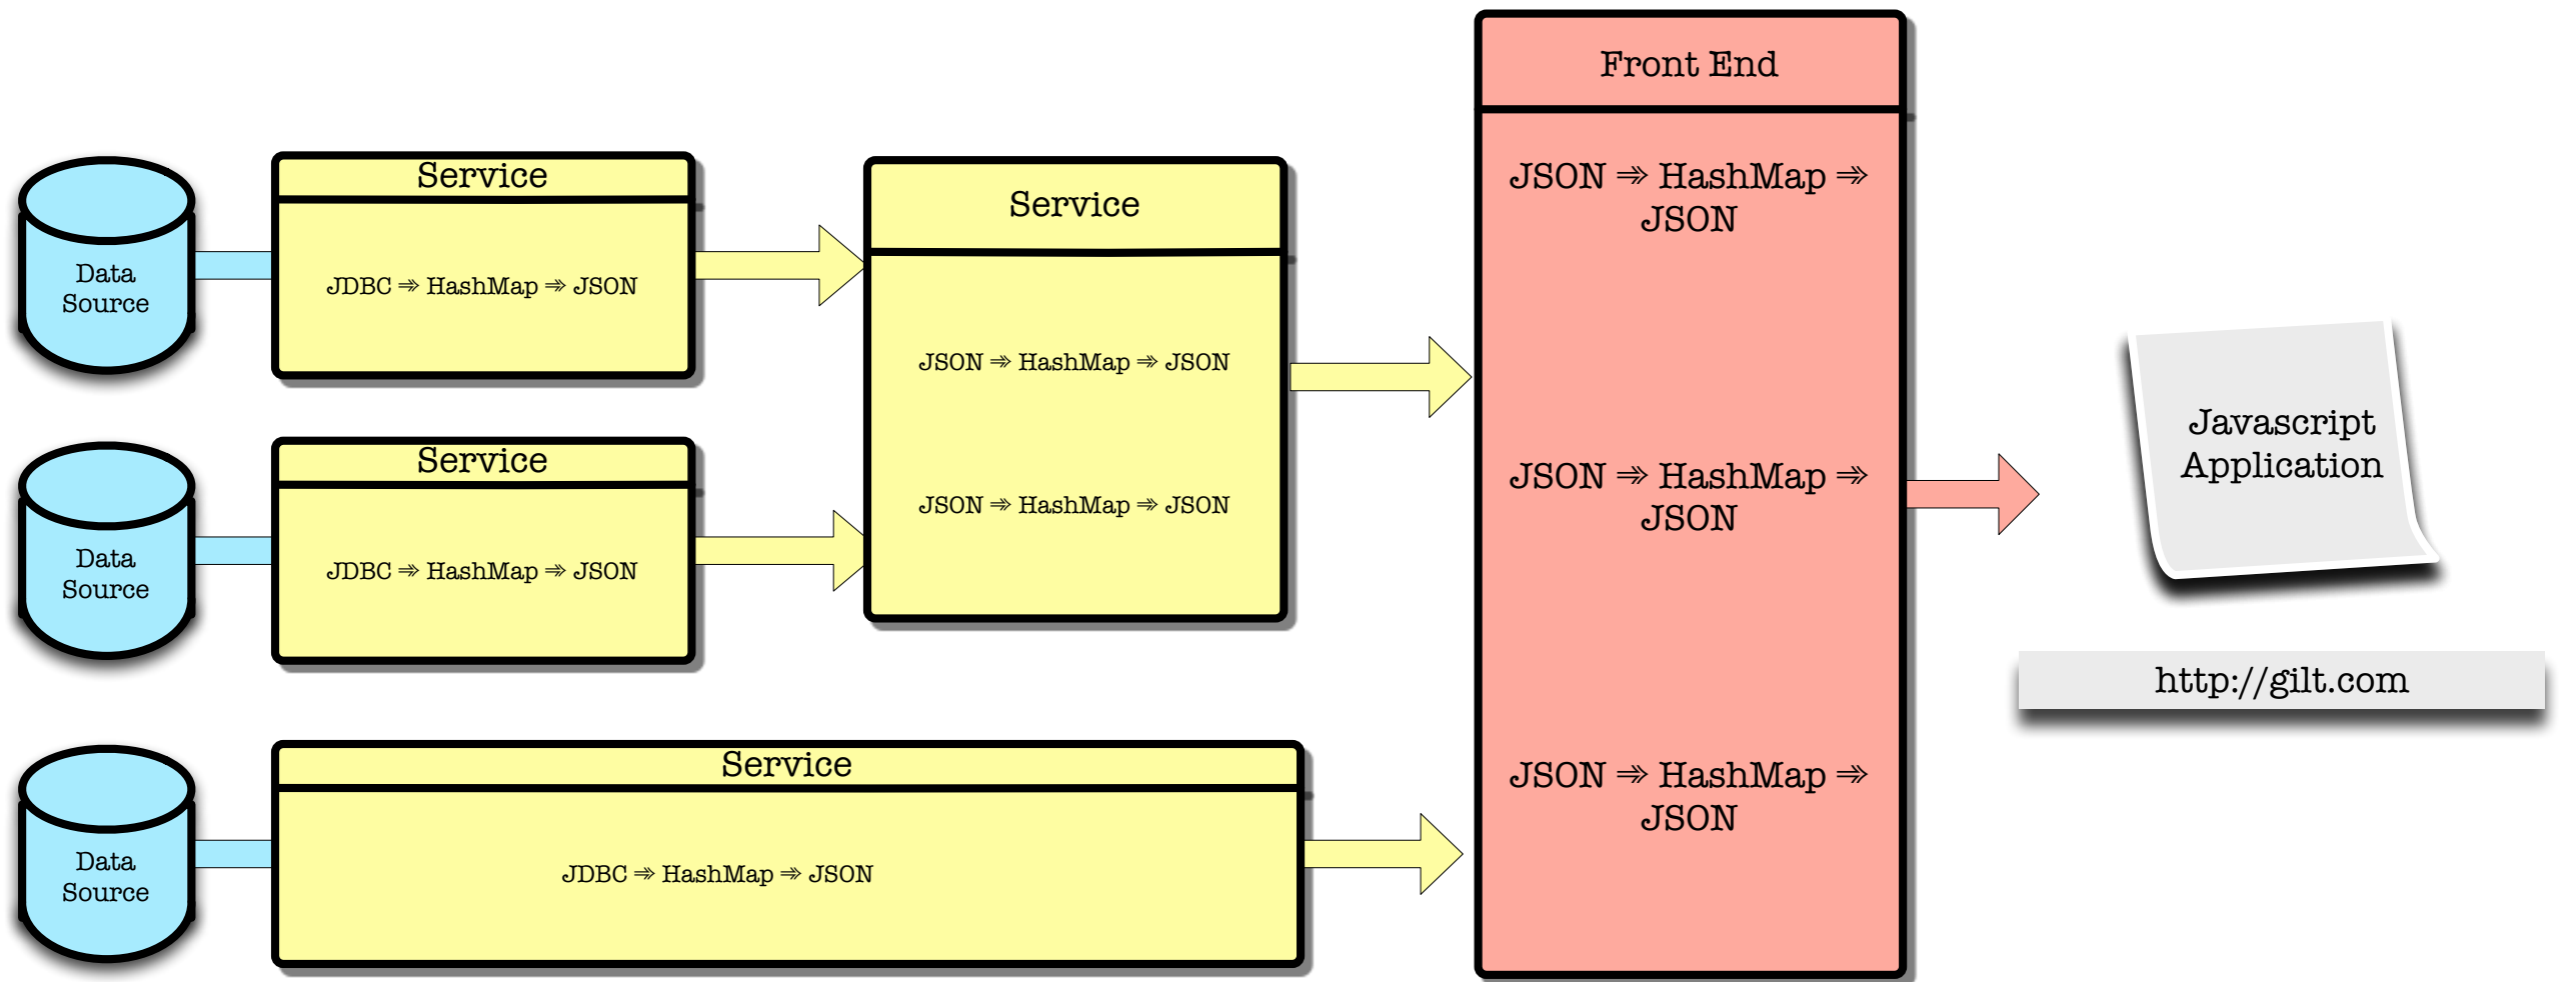 Data
Source
Service
JDBC ⇛ HashMap ⇛ JSON
Data
Source
Service
JDBC ⇛ HashMap ⇛ JSON
Service
JSON ⇛ HashMap ⇛ JSON
JSON ⇛ HashMap ⇛ JSON
Data
Source
Service
JDBC ⇛ HashMap ⇛ JSON
Front End
JSON ⇛ HashMap ⇛
JSON
JSON ⇛ HashMap ⇛
JSON
JSON ⇛ HashMap ⇛
JSON
Javascript
Application
http://gilt.com